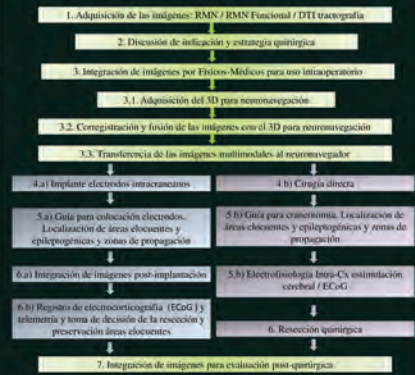 1. Adquisición de las imágenes: RMN / RMN Funcional / DTI tractografía
2. Discusión de indicación y estrategia quirúrgica
3. Integración de imágenes por Físicos-Médicos para uso intraoperatorio
3.1. Adquisición del 3D para neuronavegación
3.2. Corregistración y fusión de las imágenes con el 3D para neuronavegación
3.3. Transferencia de las imágenes multimodales al neuronavegador
4.a) Implante electrodos intracraneanos
5.a) Guía para colocación electrodos.
Localización de áreas elocuentes y
epileptogénicas y zonas de propagación
6.a) Integración de imágenes post-implantación
6.b) Registro de electrocorticografía (ECoG) y
telemetría y toma de decisión de la resección y
preservación áreas elocuentes
4.b) Cirugía directa
5.b) Guía para craneotomía. Localización de
áreas elocuentes y epileptogénicas y zonas de
propagación
5.b) Electrofisiología Intra-Cx estimulación
cerebral / ECoG
6. Resección quirúrgica
7. Integración de imágenes para evaluación post-quirúrgica